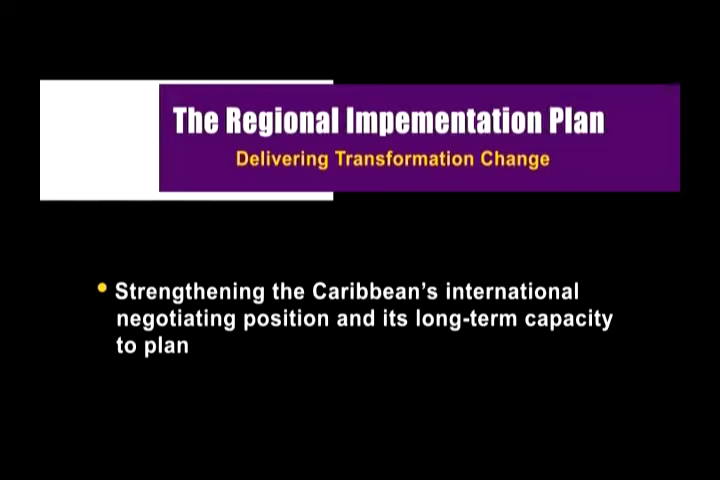 The Regional Impementation Plan
Delivering Transformation Change
• Strengthening the Caribbean’s international
negotiating position and its long-term capacity
to plan